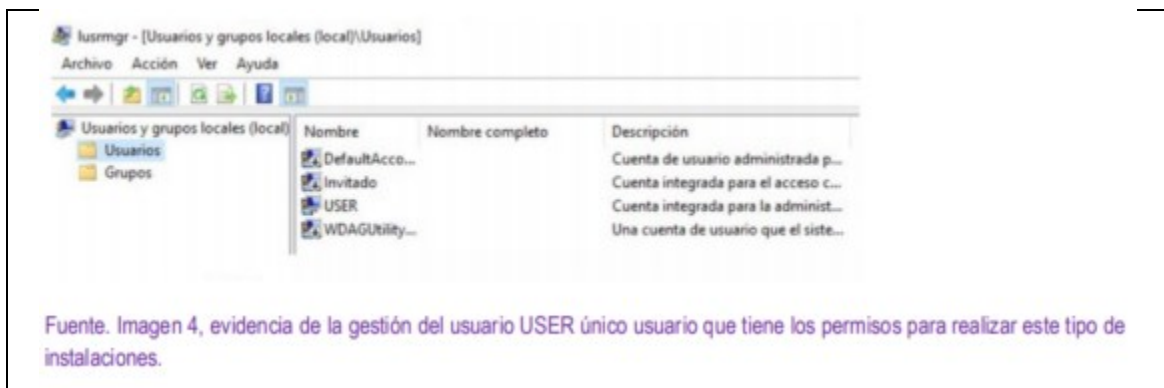 lusrmgr - [Usuarios y grupos locales (local)\Usuarios]
Archivo Acción Ver Ayuda
Usuarios y grupos locales (local)
Usuarios
Grupos
Nombre Nombre completo Descripción
DefaultAcco... Cuenta de usuario administrada p...
Invitado Cuenta integrada para el acceso c...
USER Cuenta integrada para la administ...
WDAGUtility... Una cuenta de usuario que el siste...
Fuente. Imagen 4, evidencia de la gestión del usuario USER único usuario que tiene los permisos para realizar este tipo de
instalaciones.